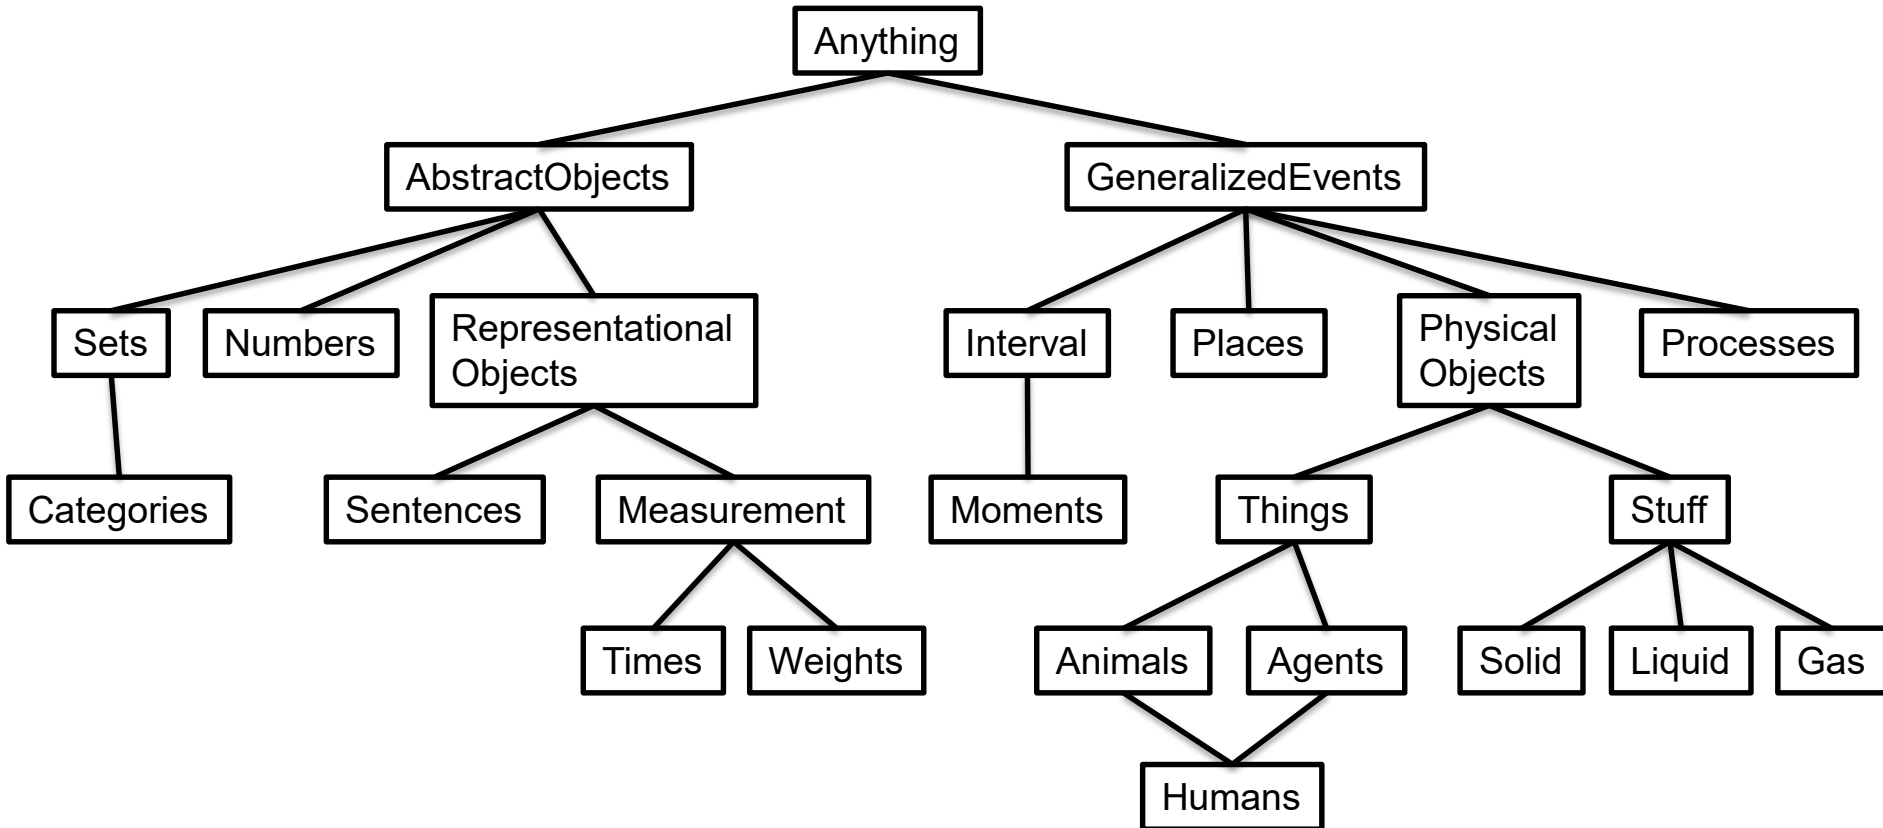 Anything
AbstractObjects
GeneralizedEvents
Sets
Numbers
Representational
Objects
Interval
Places
Physical
Objects
Processes
Categories
Sentences
Measurement
Moments
Things
Stuff
Times
Weights
Animals
Agents
Solid
Liquid
Gas
Humans